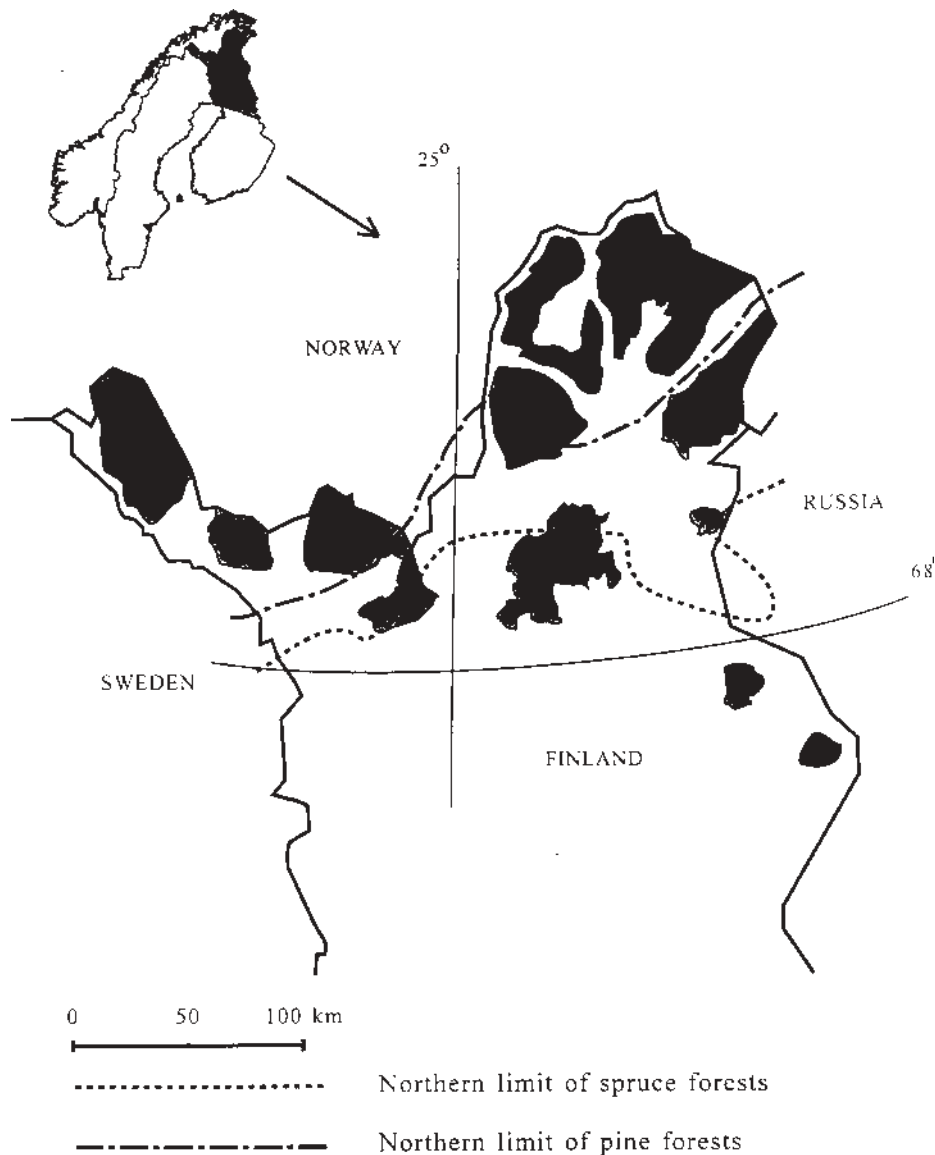 25°
NORWAY
RUSSIA
68°
SWEDEN
FINLAND
0 50 100 km
Northern limit of spruce forests
Northern limit of pine forests